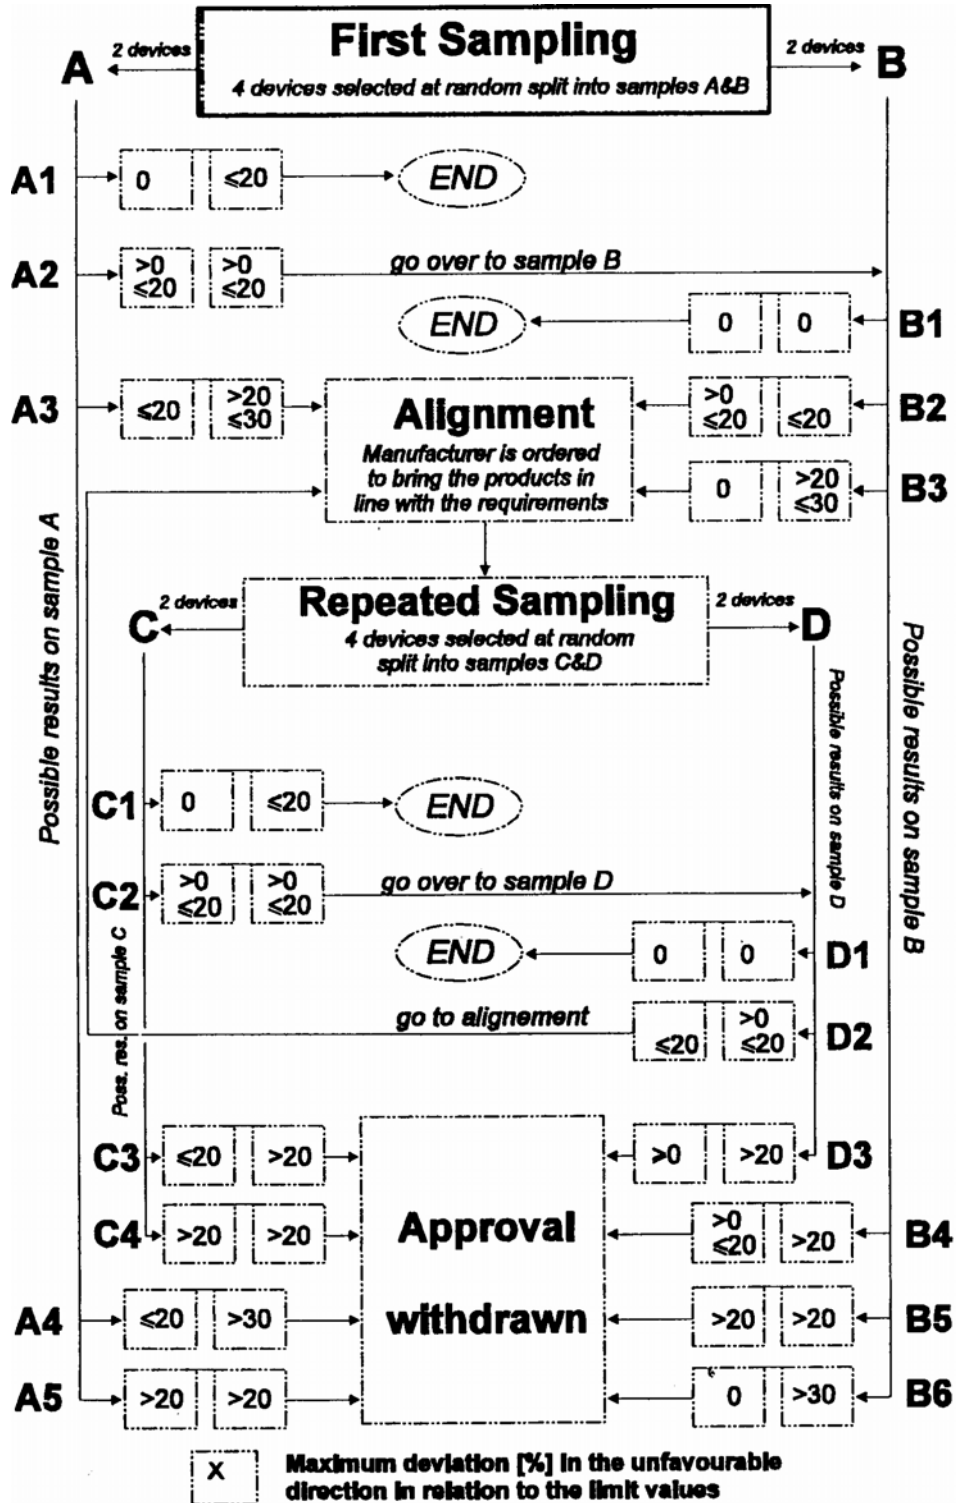 First Sampling
4 devices selected at random split into samples A&B
A
2 devices
2 devices
B
A1
0
≤20
END
A2
>0
≤20
>0
≤20
go over to sample B
END
0
0
B1
A3
≤20
>20
≤30
Alignment
Manufacturer is ordered
to bring the products in
line with the requirements
>0
≤20
≤20
B2
0
>20
≤30
B3
Possible results on sample A
Repeated Sampling
4 devices selected at random
split into samples C&D
C
2 devices
2 devices
D
Possible results on sample D
Possible results on sample B
C1
0
≤20
END
C2
>0
≤20
>0
≤20
go over to sample D
Poss. res. on sample C
END
0
0
D1
go to alignement
≤20
>0
≤20
D2
C3
≤20
>20
Approval
withdrawn
>0
>20
D3
C4
>20
>20
>0
≤20
>20
B4
A4
≤20
>30
>20
>20
B5
A5
>20
>20
0
>30
B6
X
Maximum deviation [%] in the unfavourable
direction in relation to the limit values